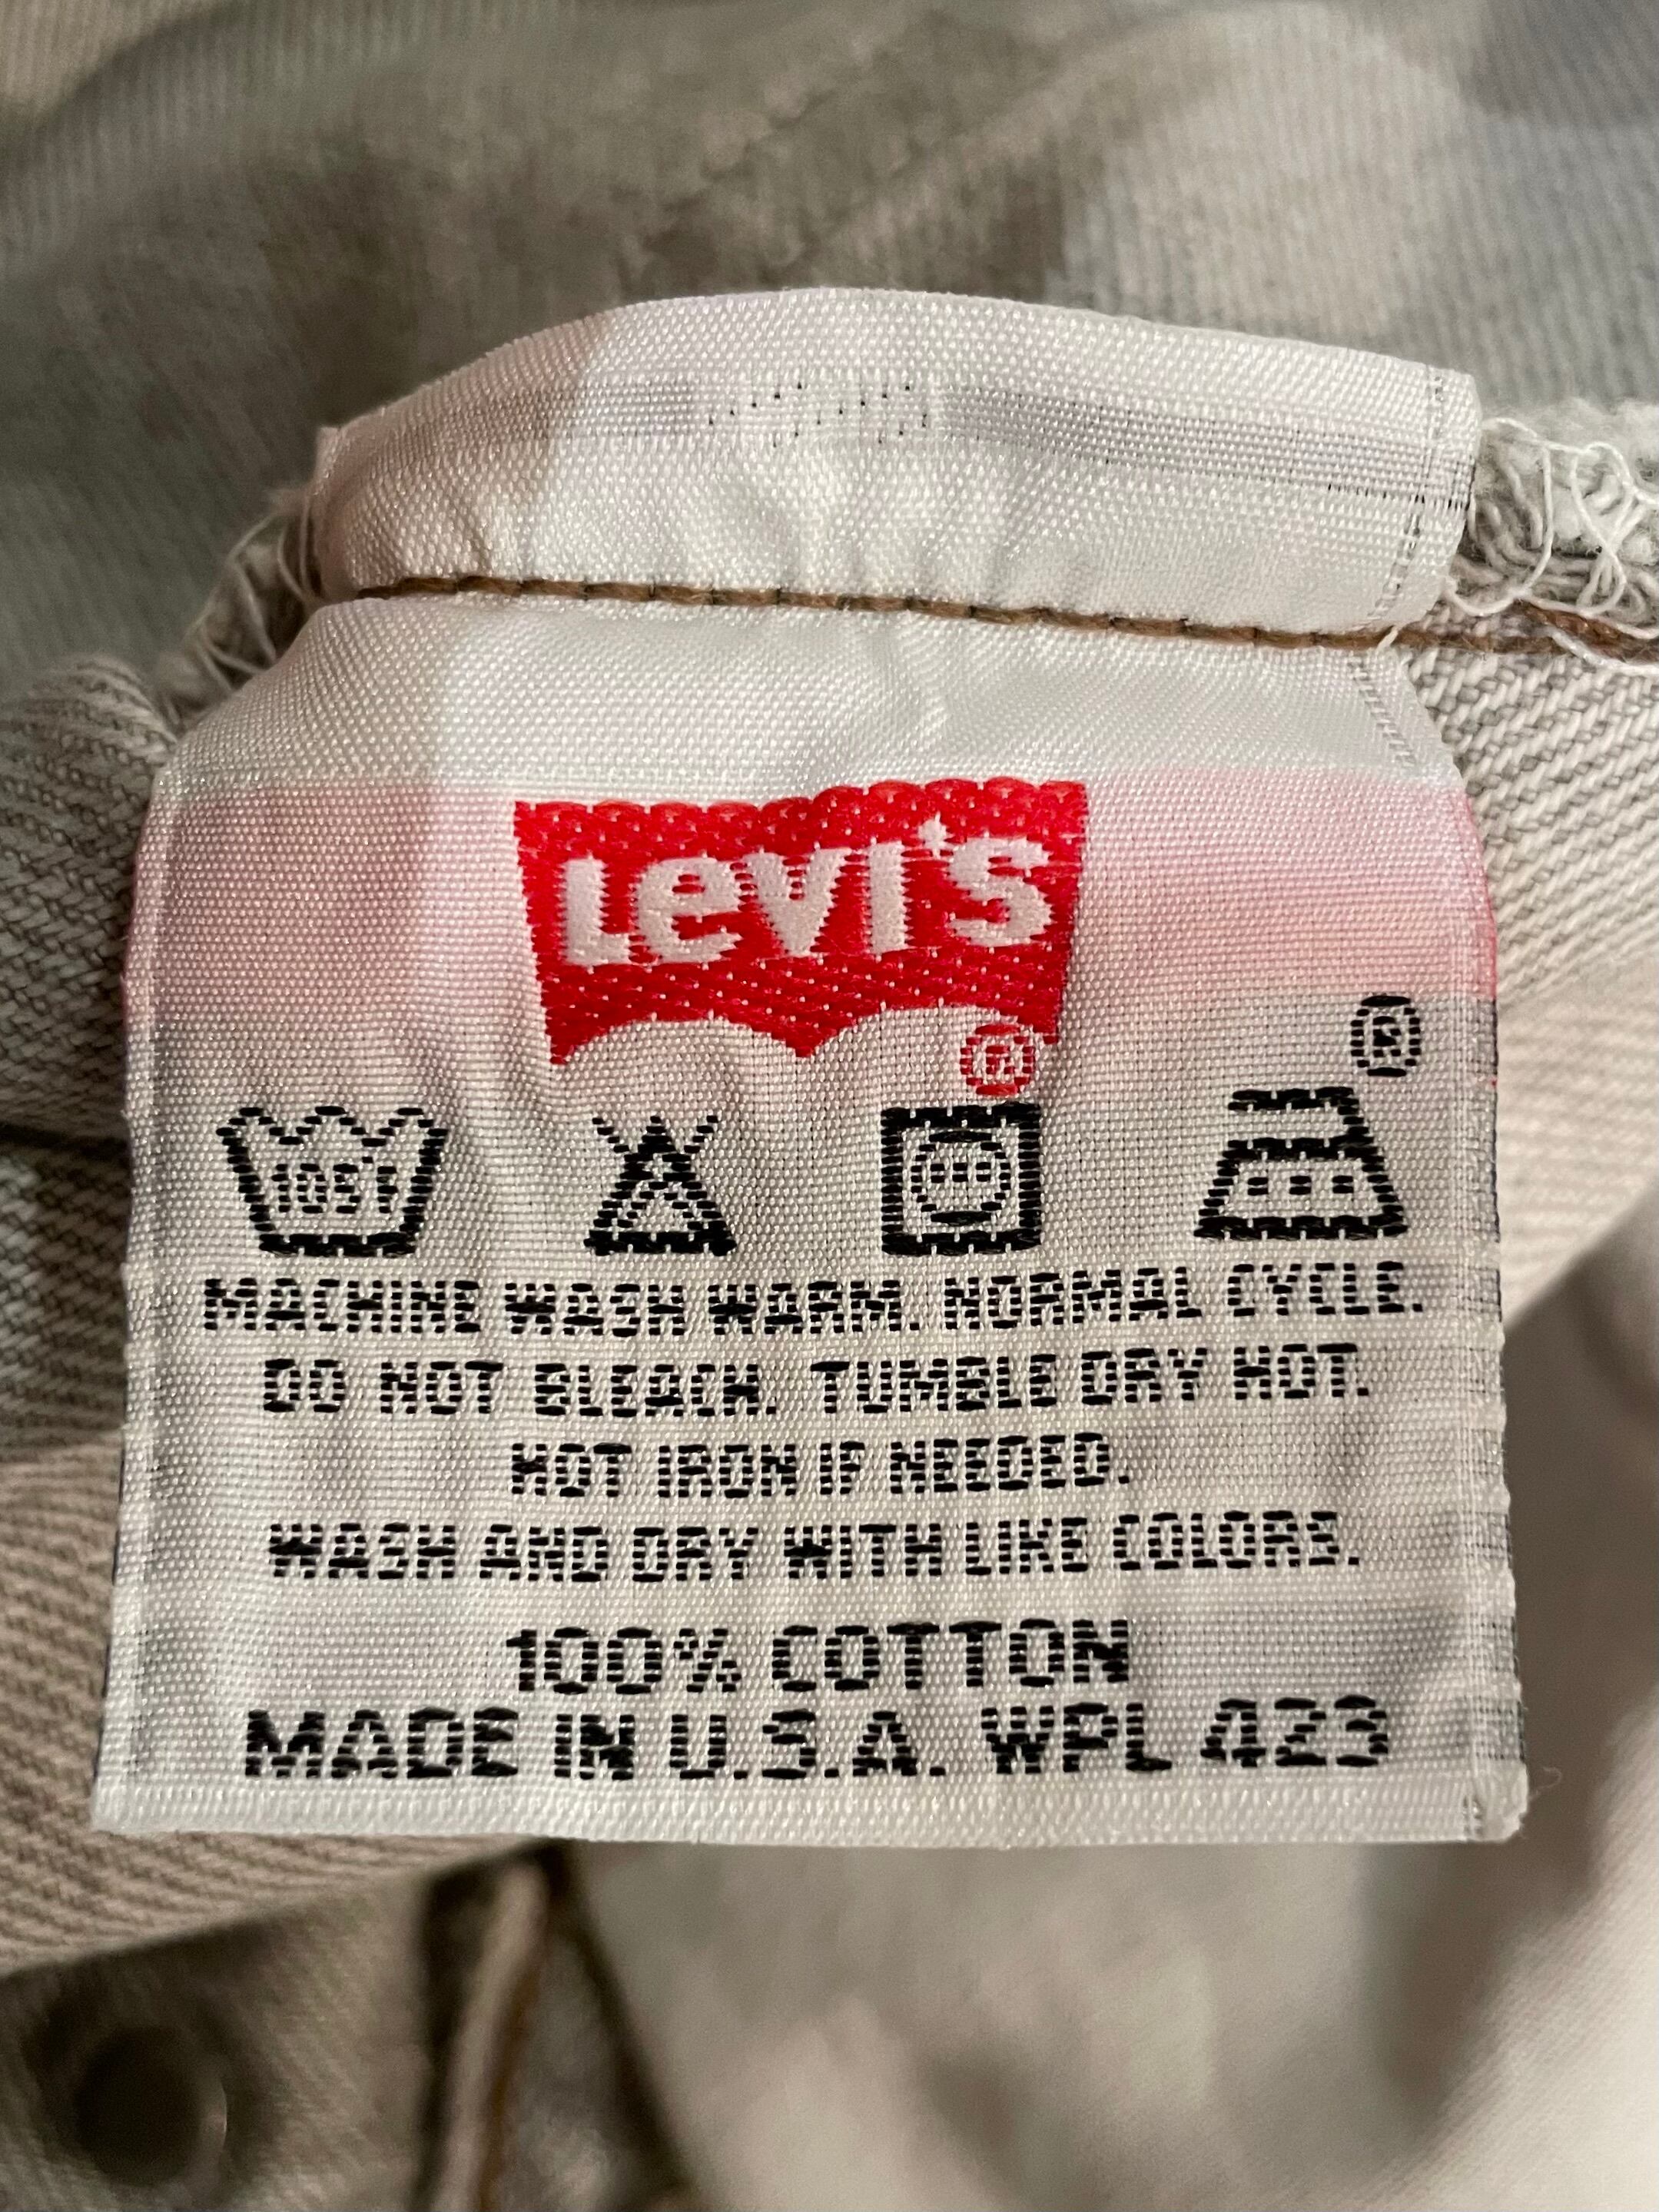 Levi's
®
®
105°F
MACHINE WASH WARM. NORMAL CYCLE.
DO NOT BLEACH. TUMBLE DRY HOT.
HOT IRON IF NEEDED.
WASH AND DRY WITH LIKE COLORS.
100% COTTON
MADE IN U.S.A. WPL 423